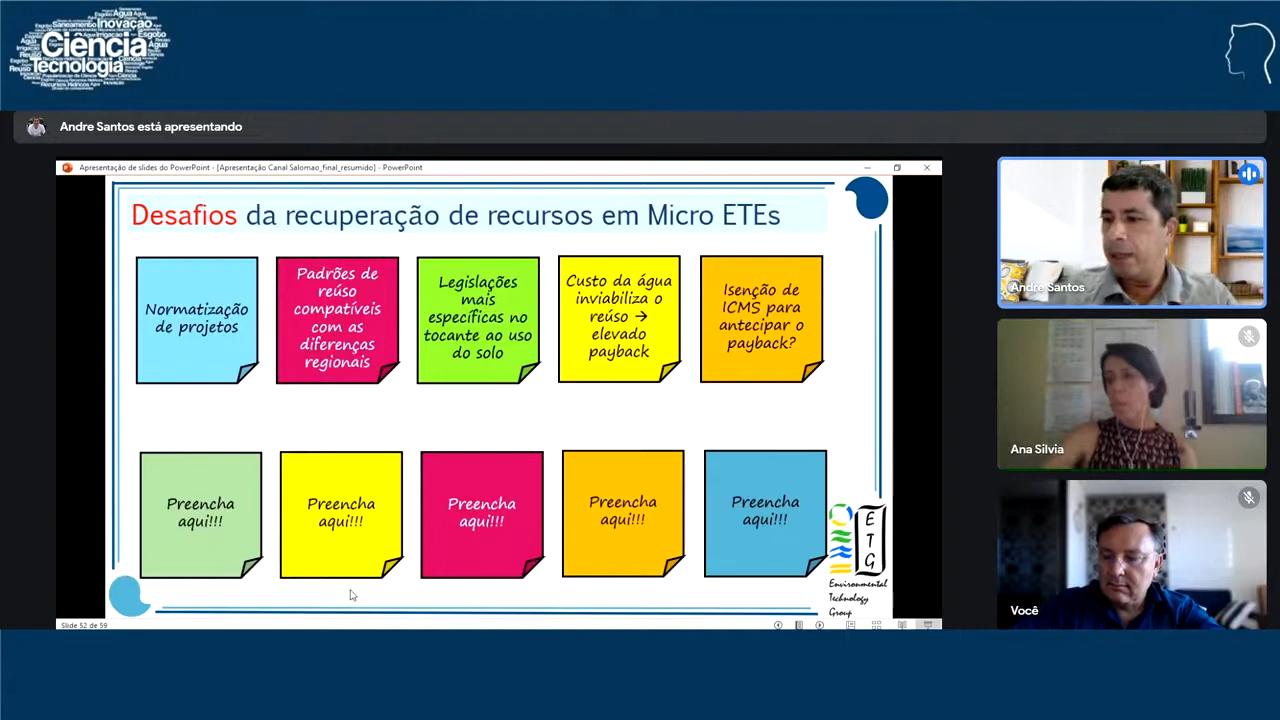 Esgoto
Saneamento
Inovação
Água
Ciência
Tecnologia
Reuso
Recursos Hídricos
Andre Santos está apresentando
Apresentação de slides do PowerPoint - [Apresentação Canal Salomao_final_resumido] - PowerPoint
Desafios da recuperação de recursos em Micro ETEs
Normatização
de projetos
Padrões de
reúso
compatíveis
com as
diferenças
regionais
Legislações
mais
específicas no
tocante ao uso
do solo
Custo da água
inviabiliza o
reúso →
elevado
payback
Isenção de
ICMS para
antecipar o
payback?
Preencha
aqui!!!
Preencha
aqui!!!
Preencha
aqui!!!
Preencha
aqui!!!
Preencha
aqui!!!
E
T
G
Environmental
Technology
Group
Slide 52 de 59
Andre Santos
Ana Silvia
Você